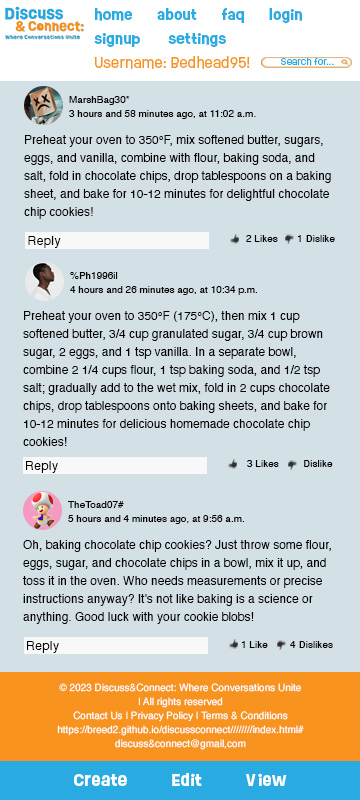 Discuss
& Connect:
Where Conversations Unite
home about faq login
signup settings
Username: Bedhead95! Search for...
MarshBag30*
3 hours and 58 minutes ago, at 11:02 a.m.
Preheat your oven to 350°F, mix softened butter, sugars,
eggs, and vanilla, combine with flour, baking soda, and
salt, fold in chocolate chips, drop tablespoons on a baking
sheet, and bake for 10-12 minutes for delightful chocolate
chip cookies!
Reply 2 Likes 1 Dislike
%Ph1996il
4 hours and 26 minutes ago, at 10:34 p.m.
Preheat your oven to 350°F (175°C), then mix 1 cup
softened butter, 3/4 cup granulated sugar, 3/4 cup brown
sugar, 2 eggs, and 1 tsp vanilla. In a separate bowl,
combine 2 1/4 cups flour, 1 tsp baking soda, and 1/2 tsp
salt; gradually add to the wet mix, fold in 2 cups chocolate
chips, drop tablespoons onto baking sheets, and bake for
10-12 minutes for delicious homemade chocolate chip
cookies!
Reply 3 Likes Dislike
TheToad07#
5 hours and 4 minutes ago, at 9:56 a.m.
Oh, baking chocolate chip cookies? Just throw some flour,
eggs, sugar, and chocolate chips in a bowl, mix it up, and
toss it in the oven. Who needs measurements or precise
instructions anyway? It's not like baking is a science or
anything. Good luck with your cookie blobs!
Reply 1 Like 4 Dislikes
© 2023 Discuss&Connect: Where Conversations Unite
| All rights reserved
Contact Us | Privacy Policy | Terms & Conditions
https://breed2.github.io/discussconnect////////index.html#
discuss&connect@gmail,com
Create Edit View